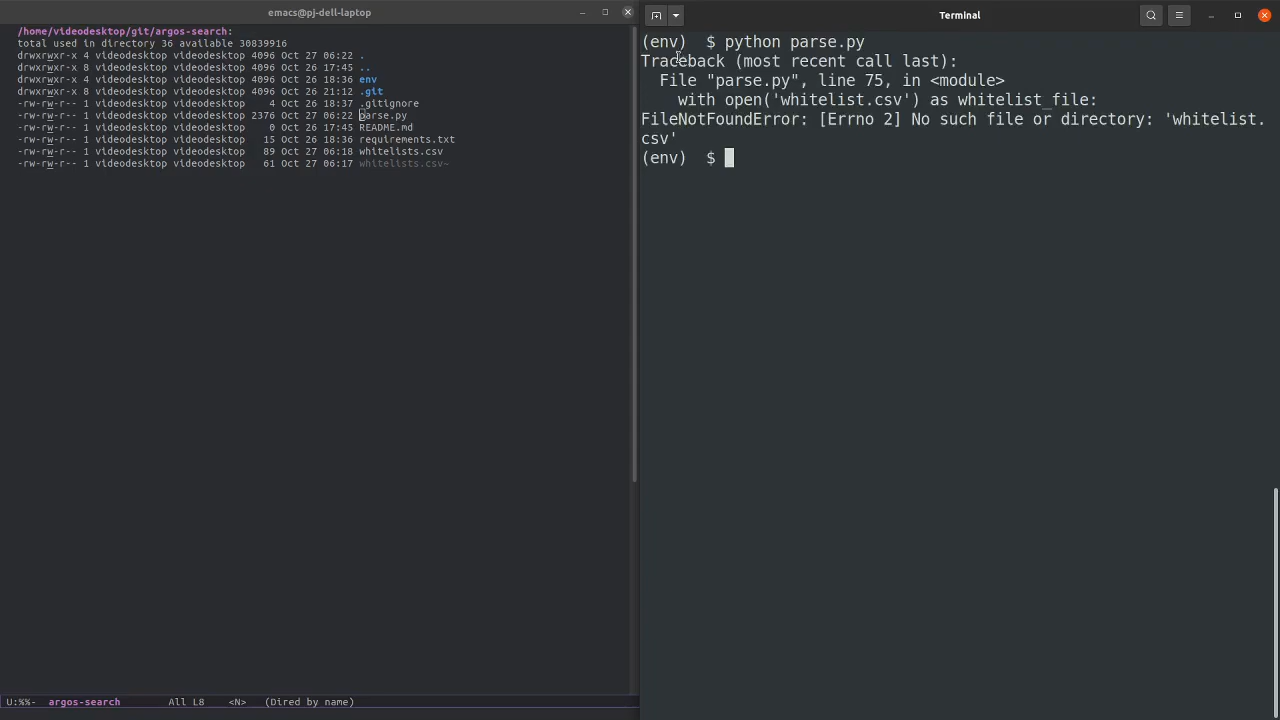 emacs@pj-dell-laptop
/home/videodesktop/git/argos-search:
total used in directory 36 available 30839916
drwxrwxr-x 4 videodesktop videodesktop 4096 Oct 27 06:22 .
drwxrwxr-x 8 videodesktop videodesktop 4096 Oct 26 17:45 ..
drwxrwxr-x 6 videodesktop videodesktop 4096 Oct 26 18:36 env
drwxrwxr-x 8 videodesktop videodesktop 4096 Oct 26 21:12 .git
-rw-rw-r-- 1 videodesktop videodesktop    4 Oct 26 18:37 .gitignore
-rw-rw-r-- 1 videodesktop videodesktop 2376 Oct 27 06:22 parse.py
-rw-rw-r-- 1 videodesktop videodesktop    0 Oct 26 17:45 README.md
-rw-rw-r-- 1 videodesktop videodesktop   15 Oct 26 18:36 requirements.txt
-rw-rw-r-- 1 videodesktop videodesktop   89 Oct 27 06:18 whitelists.csv
-rw-rw-r-- 1 videodesktop videodesktop   61 Oct 27 06:17 whitelists.csv~
U:%%-  argos-search   All L8   <N>   (Dired by name)
Terminal
(env)  $ python parse.py
Traceback (most recent call last):
  File "parse.py", line 75, in <module>
    with open('whitelist.csv') as whitelist_file:
FileNotFoundError: [Errno 2] No such file or directory: 'whitelist.
csv'
(env)  $